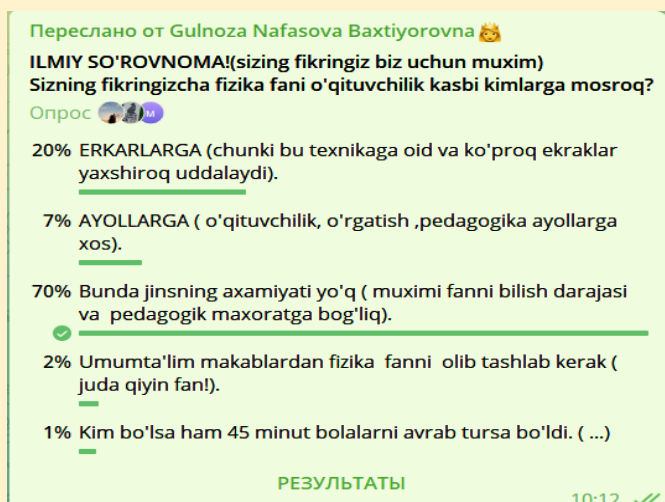 Переслано от Gulnoza Nafasova Baxtiyorovna
ILMIY SO'ROVNOMA!(sizing fikringiz biz uchun muxim)
Sizning fikringizcha fizika fani o'qituvchilik kasbi kimlarga mosroq?
Опрос M
20% ERKARLARGA (chunki bu texnikaga oid va ko'proq ekraklar
yaxshiroq uddalaydi).
7% AYOLLARGA ( o'qituvchilik, o'rgatish ,pedagogika ayollarga
xos).
70% Bunda jinsning axamiyati yo'q ( muximi fanni bilish darajasi
va pedagogik maxoratga bog'liq).
2% Umumta'lim makablardan fizika fanni olib tashlab kerak (
juda qiyin fan!).
1% Kim bo'lsa ham 45 minut bolalarni avrab tursa bo'ldi. ( ...)
РЕЗУЛЬТАТЫ
10:12